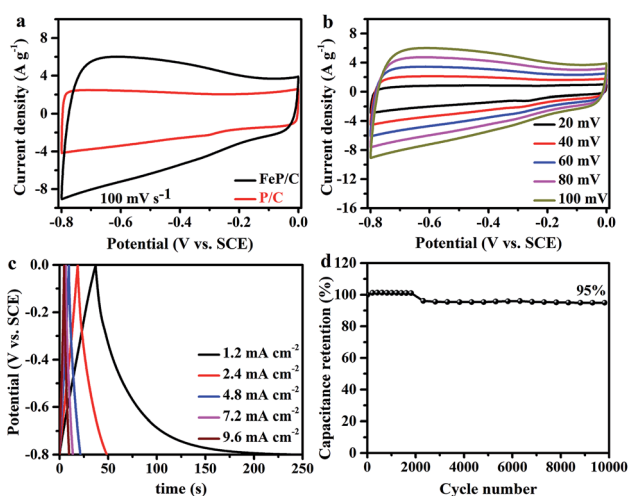 a
Current density (A g⁻¹)
8
4
0
-4
-8
-0.8 -0.6 -0.4 -0.2 0.0
Potential (V vs. SCE)
100 mV s⁻¹
FeP/C
P/C
b
Current density (A g⁻¹)
12
8
4
0
-4
-8
-12
-16
-0.8 -0.6 -0.4 -0.2 0.0
Potential (V vs. SCE)
20 mV
40 mV
60 mV
80 mV
100 mV
c
Potential (V vs. SCE)
0.0
-0.2
-0.4
-0.6
-0.8
0 50 100 150 200 250
time (s)
1.2 mA cm⁻²
2.4 mA cm⁻²
4.8 mA cm⁻²
7.2 mA cm⁻²
9.6 mA cm⁻²
d
Capacitance retention (%)
120
100
80
60
40
20
0
0 2000 4000 6000 8000 10000
Cycle number
95%